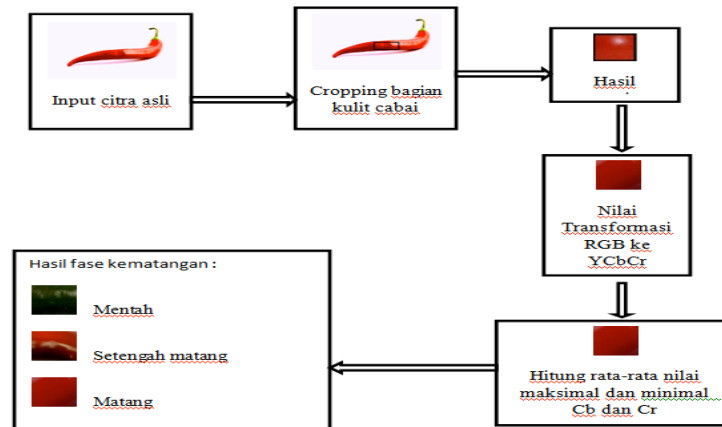 Input citra asli
Cropping bagian
kulit cabai
Hasil
Nilai
Transformasi
RGB ke
YCbCr
Hitung rata-rata nilai
maksimal dan minimal
Cb dan Cr
Hasil fase kematangan :
Mentah
Setengah matang
Matang